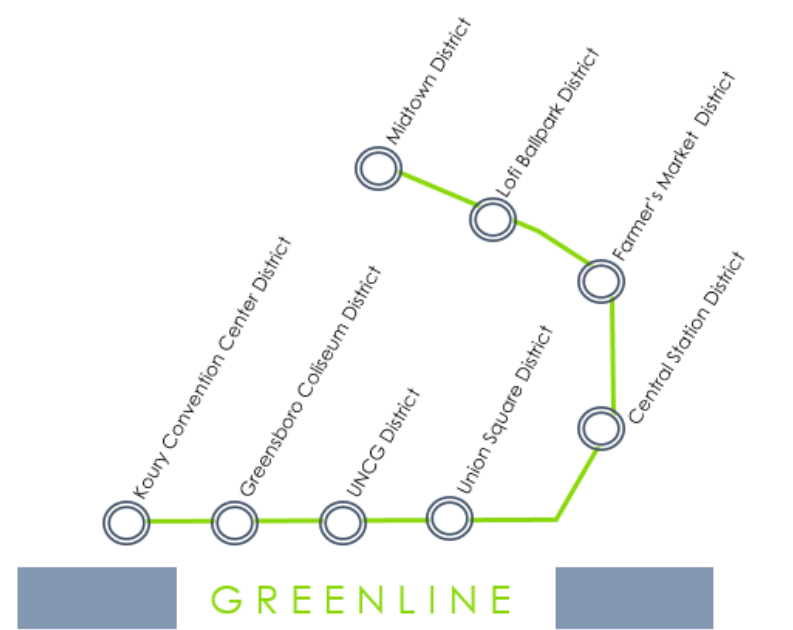 Midtown District
Lofi Ballpark District
Farmer's Market District
Central Station District
Koury Convention Center District
Greensboro Coliseum District
UNCG District
Union Square District
GREENLINE